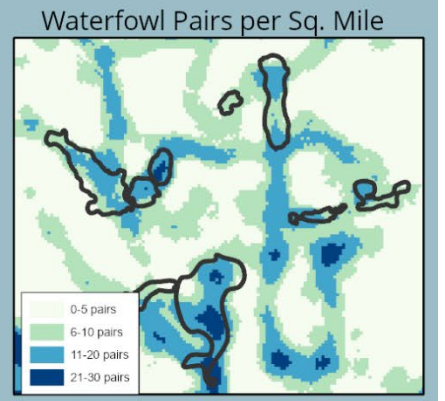 Waterfowl Pairs per Sq. Mile
0-5 pairs
6-10 pairs
11-20 pairs
21-30 pairs